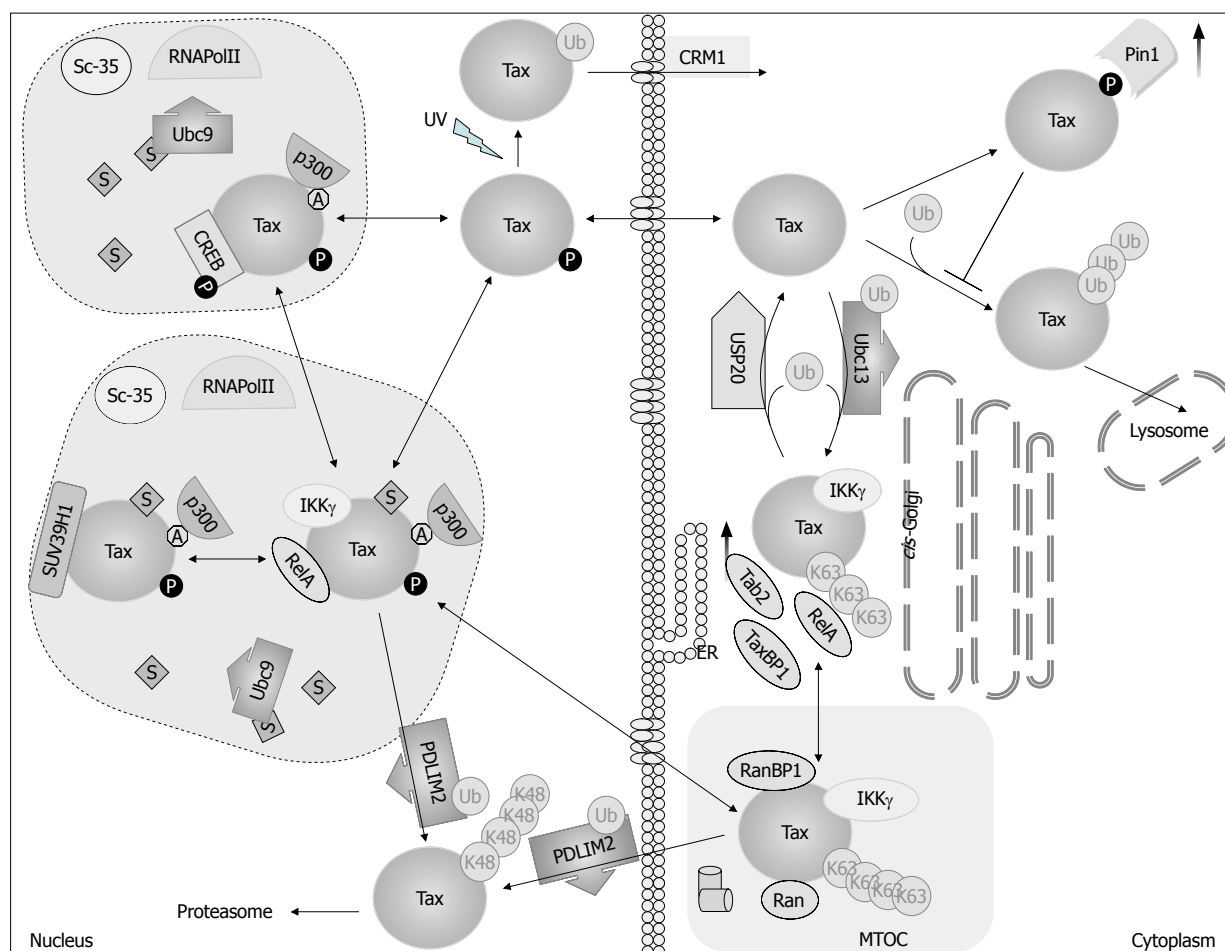 Sc-35
RNAPolII
Ubc9
S
S
S
p300
A
Tax
CREB
P
P
Tax
Ub
UV
Tax
P
CRM1
Tax
Pin1
P
Tax
Ub
Ub
Ub
Ub
Tax
Lysosome
USP20
Ub
Ub
Ubc13
IKKγ
Tax
K63
K63
K63
Tab2
RelA
TaxBP1
ER
cis-Golgi
Sc-35
RNAPolII
SUV39H1
S
p300
A
Tax
P
IKKγ
S
p300
A
Tax
RelA
P
S
Ubc9
S
S
PDLIM2
Ub
K48
K48
K48
K48
Tax
Ub
PDLIM2
Proteasome
RanBP1
IKKγ
Tax
K63
K63
K63
K63
Ran
MTOC
Nucleus
Cytoplasm